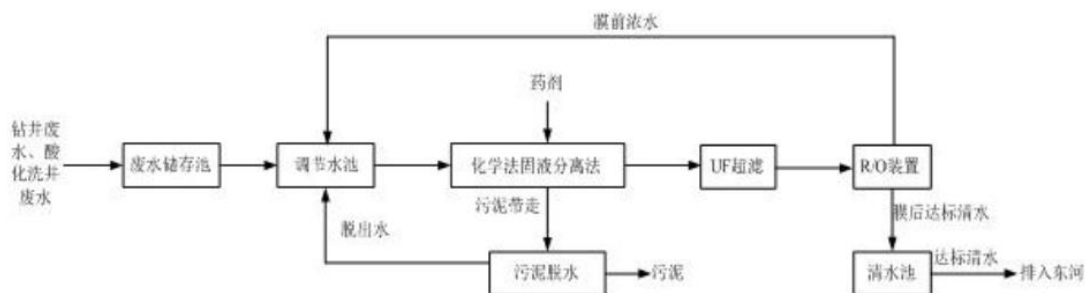 膜前浓水
药剂
钻井废
水、酸
化洗井
废水
废水储存池
调节水池
化学法固液分离法
UF超滤
R/O装置
脱出水
污泥带走
膜后达标清水
污泥脱水
污泥
清水池
达标清水
排入东河